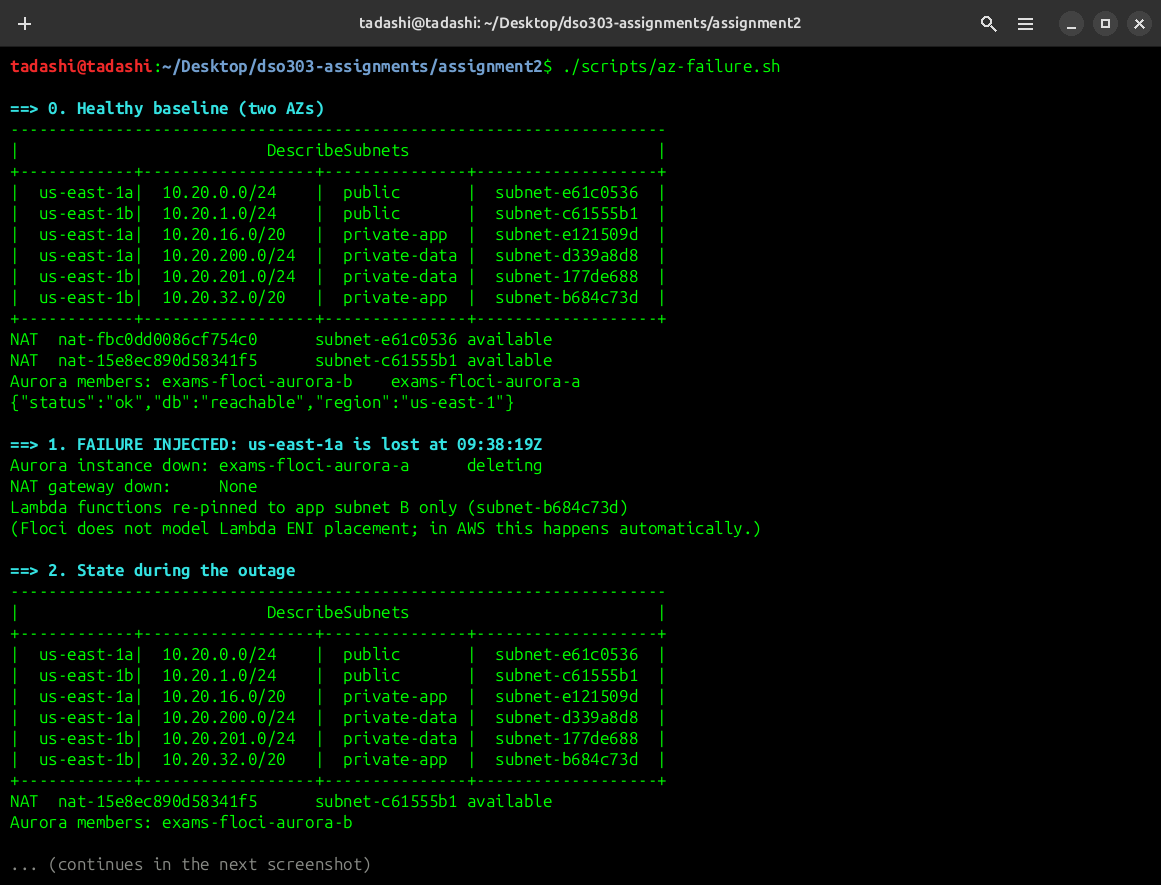 tadashi@tadashi: ~/Desktop/dso303-assignments/assignment2
tadashi@tadashi:~/Desktop/dso303-assignments/assignment2$ ./scripts/az-failure.sh
==> 0. Healthy baseline (two AZs)
---------------------------------------------------------------------
|                          DescribeSubnets                          |
+------------+------------------+---------------+-------------------+
|  us-east-1a|  10.20.0.0/24    |  public       |  subnet-e61c0536  |
|  us-east-1b|  10.20.1.0/24    |  public       |  subnet-c61555b1  |
|  us-east-1a|  10.20.16.0/20   |  private-app  |  subnet-e121509d  |
|  us-east-1a|  10.20.200.0/24  |  private-data |  subnet-d339a8d8  |
|  us-east-1b|  10.20.201.0/24  |  private-data |  subnet-177de688  |
|  us-east-1b|  10.20.32.0/20   |  private-app  |  subnet-b684c73d  |
+------------+------------------+---------------+-------------------+
NAT  nat-fbc0dd0086cf754c0      subnet-e61c0536 available
NAT  nat-15e8ec890d58341f5      subnet-c61555b1 available
Aurora members: exams-floci-aurora-b    exams-floci-aurora-a
{"status":"ok","db":"reachable","region":"us-east-1"}
==> 1. FAILURE INJECTED: us-east-1a is lost at 09:38:19Z
Aurora instance down: exams-floci-aurora-a      deleting
NAT gateway down:     None
Lambda functions re-pinned to app subnet B only (subnet-b684c73d)
(Floci does not model Lambda ENI placement; in AWS this happens automatically.)
==> 2. State during the outage
---------------------------------------------------------------------
|                          DescribeSubnets                          |
+------------+------------------+---------------+-------------------+
|  us-east-1a|  10.20.0.0/24    |  public       |  subnet-e61c0536  |
|  us-east-1b|  10.20.1.0/24    |  public       |  subnet-c61555b1  |
|  us-east-1a|  10.20.16.0/20   |  private-app  |  subnet-e121509d  |
|  us-east-1a|  10.20.200.0/24  |  private-data |  subnet-d339a8d8  |
|  us-east-1b|  10.20.201.0/24  |  private-data |  subnet-177de688  |
|  us-east-1b|  10.20.32.0/20   |  private-app  |  subnet-b684c73d  |
+------------+------------------+---------------+-------------------+
NAT  nat-15e8ec890d58341f5      subnet-c61555b1 available
Aurora members: exams-floci-aurora-b
... (continues in the next screenshot)